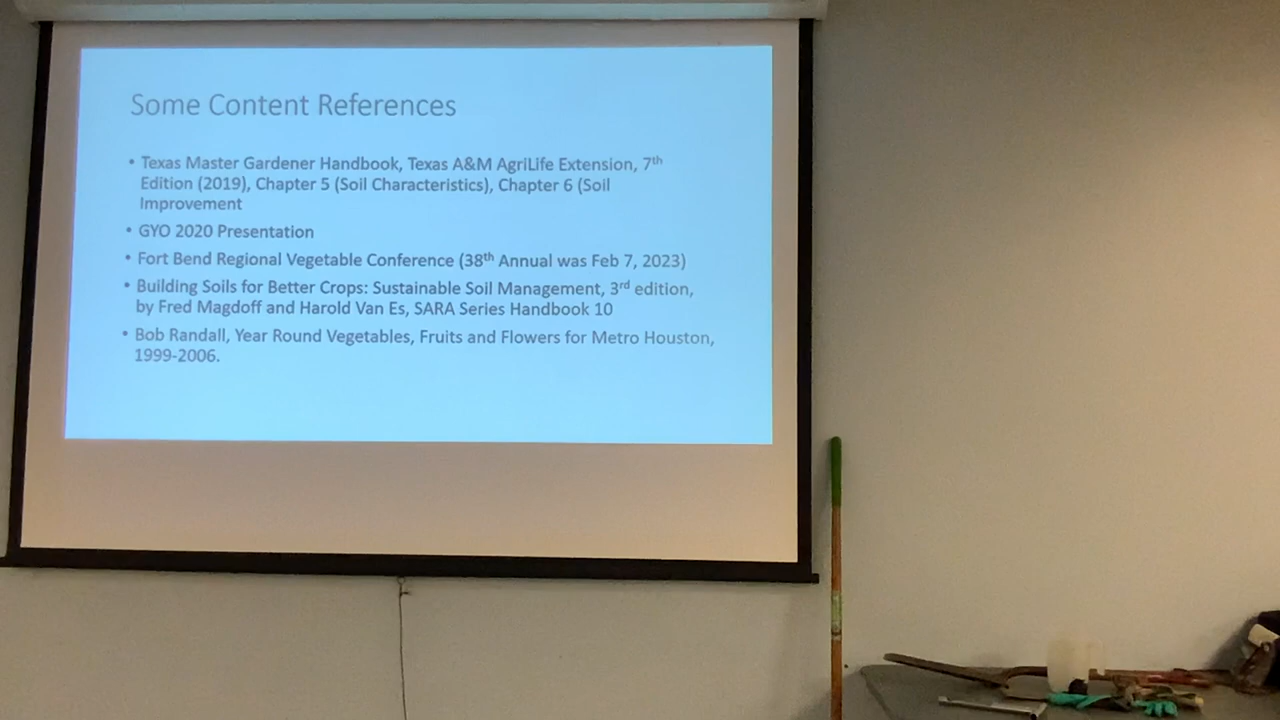 Some Content References
• Texas Master Gardener Handbook, Texas A&M AgriLife Extension, 7th
Edition (2019), Chapter 5 (Soil Characteristics), Chapter 6 (Soil
Improvement
• GYO 2020 Presentation
• Fort Bend Regional Vegetable Conference (38th Annual was Feb 7, 2023)
• Building Soils for Better Crops: Sustainable Soil Management, 3rd edition,
by Fred Magdoff and Harold Van Es, SARA Series Handbook 10
• Bob Randall, Year Round Vegetables, Fruits and Flowers for Metro Houston,
1999-2006.